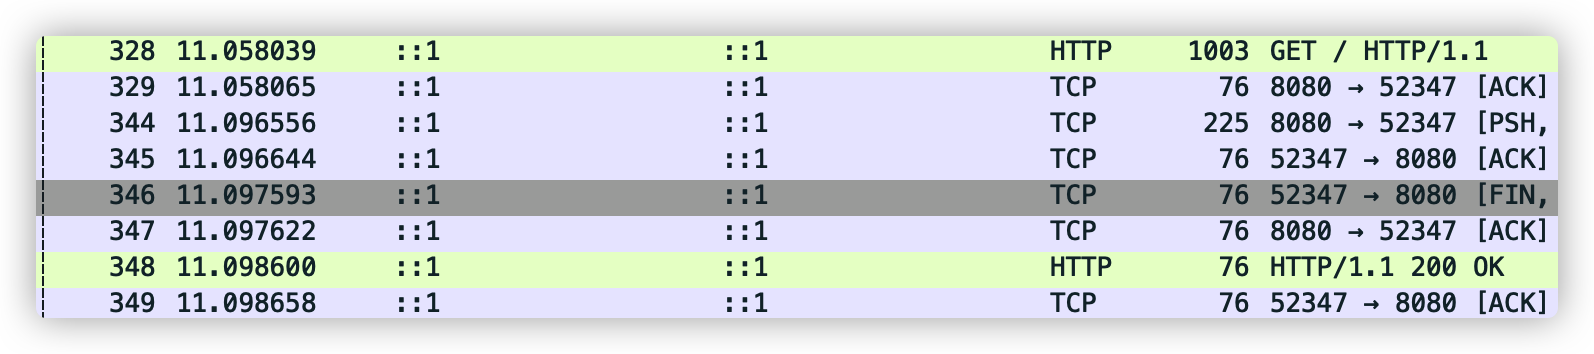 328 11.058039 ::1 ::1 HTTP 1003 GET / HTTP/1.1
329 11.058065 ::1 ::1 TCP 76 8080 → 52347 [ACK]
344 11.096556 ::1 ::1 TCP 225 8080 → 52347 [PSH,
345 11.096644 ::1 ::1 TCP 76 52347 → 8080 [ACK]
346 11.097593 ::1 ::1 TCP 76 52347 → 8080 [FIN,
347 11.097622 ::1 ::1 TCP 76 8080 → 52347 [ACK]
348 11.098600 ::1 ::1 HTTP 76 HTTP/1.1 200 OK
349 11.098658 ::1 ::1 TCP 76 52347 → 8080 [ACK]